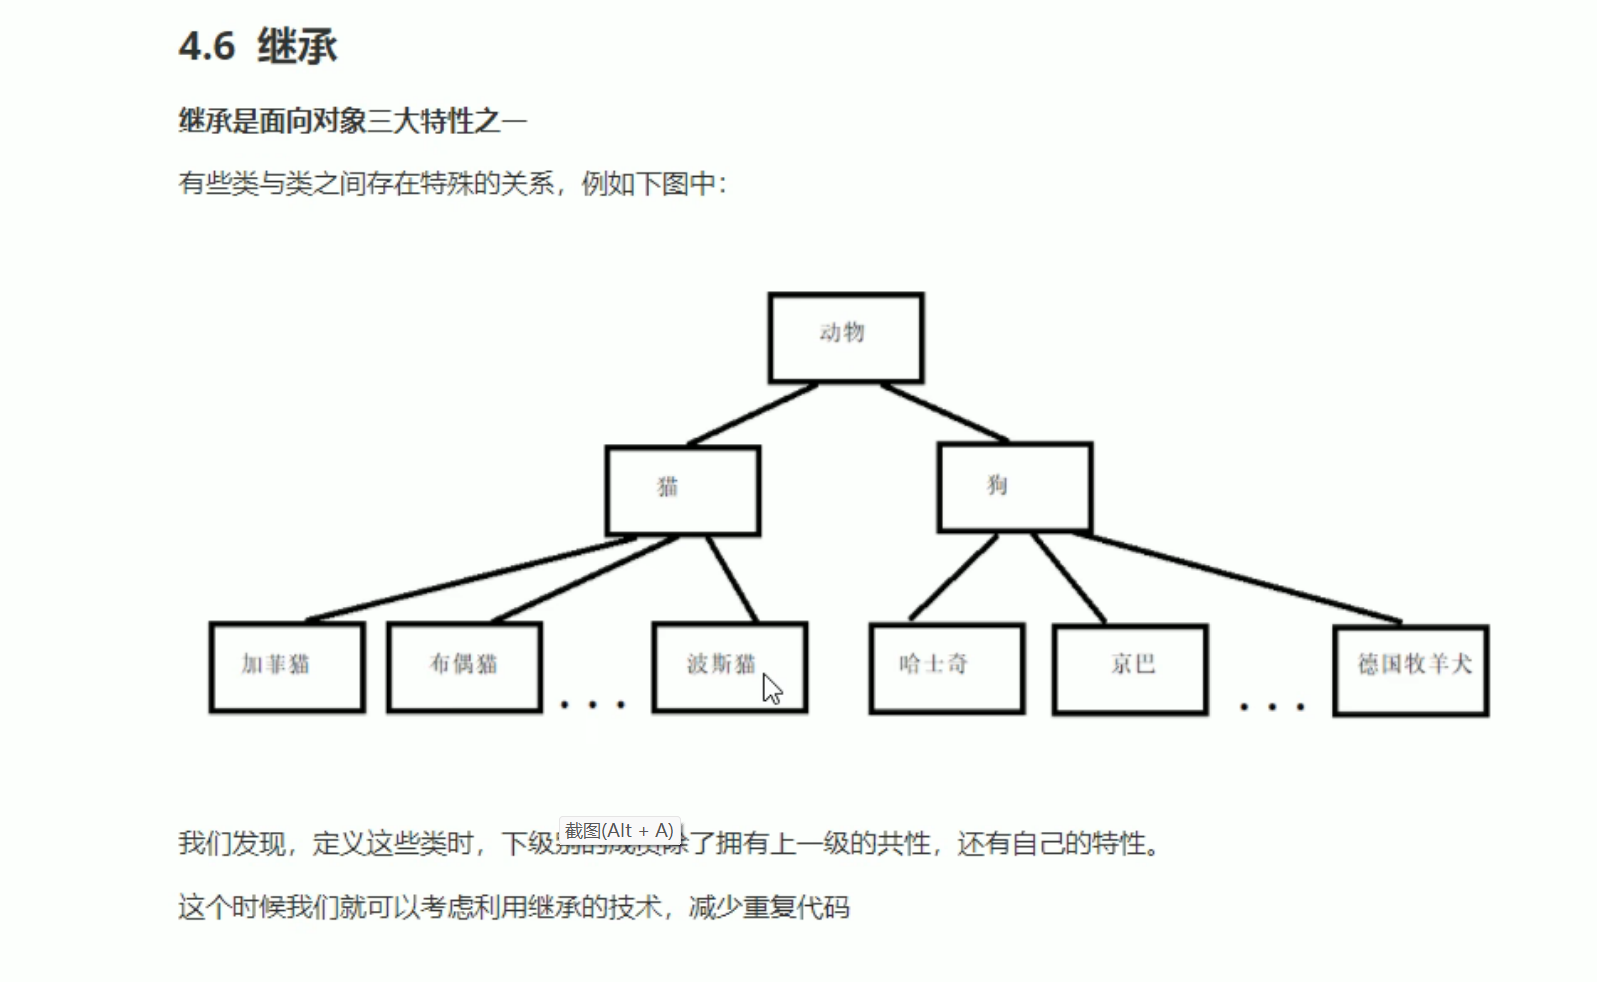 4.6 继承
继承是面向对象三大特性之一
有些类与类之间存在特殊的关系，例如下图中：
动物
猫
狗
加菲猫
布偶猫
...
波斯猫
哈士奇
京巴
...
德国牧羊犬
截图(Alt + A)
我们发现，定义这些类时，下级别的成员除了拥有上一级的共性，还有自己的特性。
这个时候我们就可以考虑利用继承的技术，减少重复代码